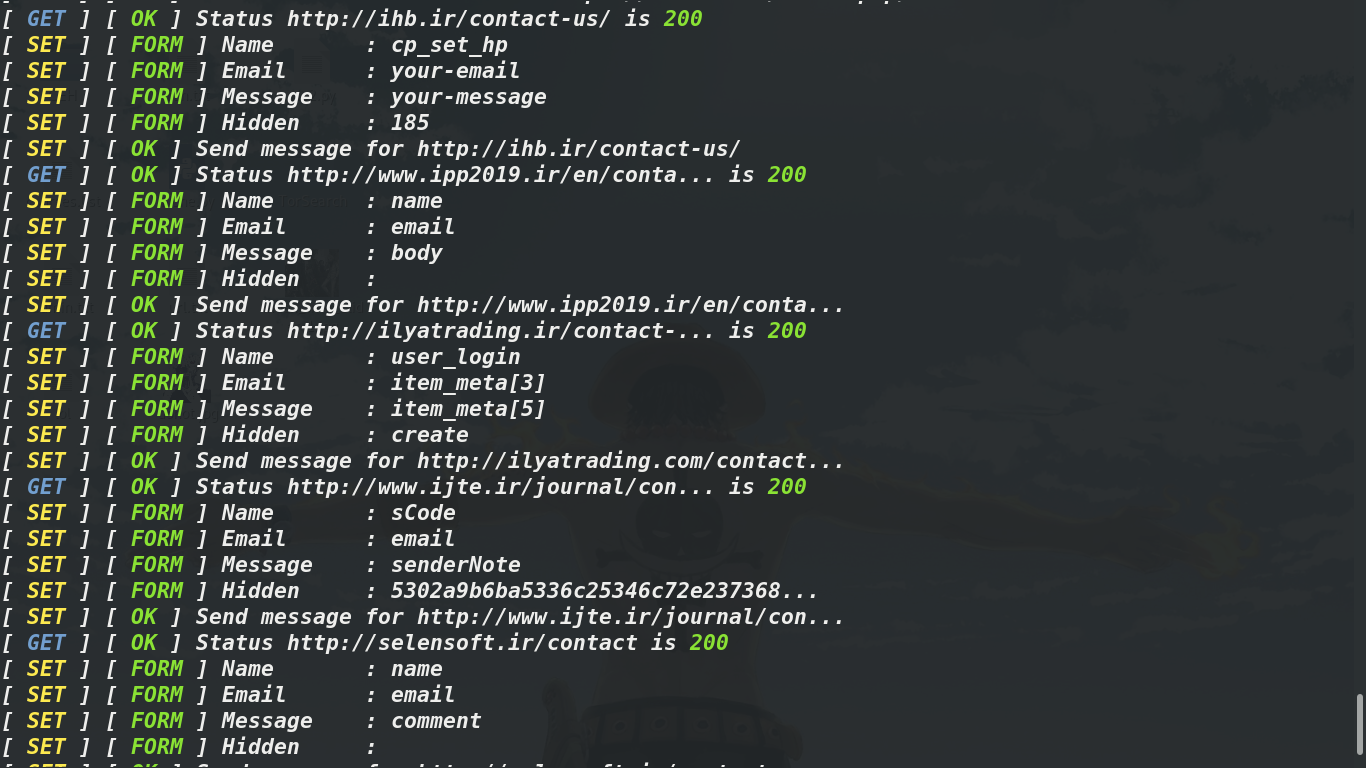 [ GET ] [ OK ] Status http://ihb.ir/contact-us/ is 200
[ SET ] [ FORM ] Name       : cp_set_hp
[ SET ] [ FORM ] Email      : your-email
[ SET ] [ FORM ] Message    : your-message
[ SET ] [ FORM ] Hidden     : 185
[ SET ] [ OK ] Send message for http://ihb.ir/contact-us/
[ GET ] [ OK ] Status http://www.ipp2019.ir/en/conta... is 200
[ SET ] [ FORM ] Name       : name
[ SET ] [ FORM ] Email      : email
[ SET ] [ FORM ] Message    : body
[ SET ] [ FORM ] Hidden     :
[ SET ] [ OK ] Send message for http://www.ipp2019.ir/en/conta...
[ GET ] [ OK ] Status http://ilyatrading.ir/contact-... is 200
[ SET ] [ FORM ] Name       : user_login
[ SET ] [ FORM ] Email      : item_meta[3]
[ SET ] [ FORM ] Message    : item_meta[5]
[ SET ] [ FORM ] Hidden     : create
[ SET ] [ OK ] Send message for http://ilyatrading.com/contact...
[ GET ] [ OK ] Status http://www.ijte.ir/journal/con... is 200
[ SET ] [ FORM ] Name       : sCode
[ SET ] [ FORM ] Email      : email
[ SET ] [ FORM ] Message    : senderNote
[ SET ] [ FORM ] Hidden     : 5302a9b6ba5336c25346c72e237368...
[ SET ] [ OK ] Send message for http://www.ijte.ir/journal/con...
[ GET ] [ OK ] Status http://selensoft.ir/contact is 200
[ SET ] [ FORM ] Name       : name
[ SET ] [ FORM ] Email      : email
[ SET ] [ FORM ] Message    : comment
[ SET ] [ FORM ] Hidden     :